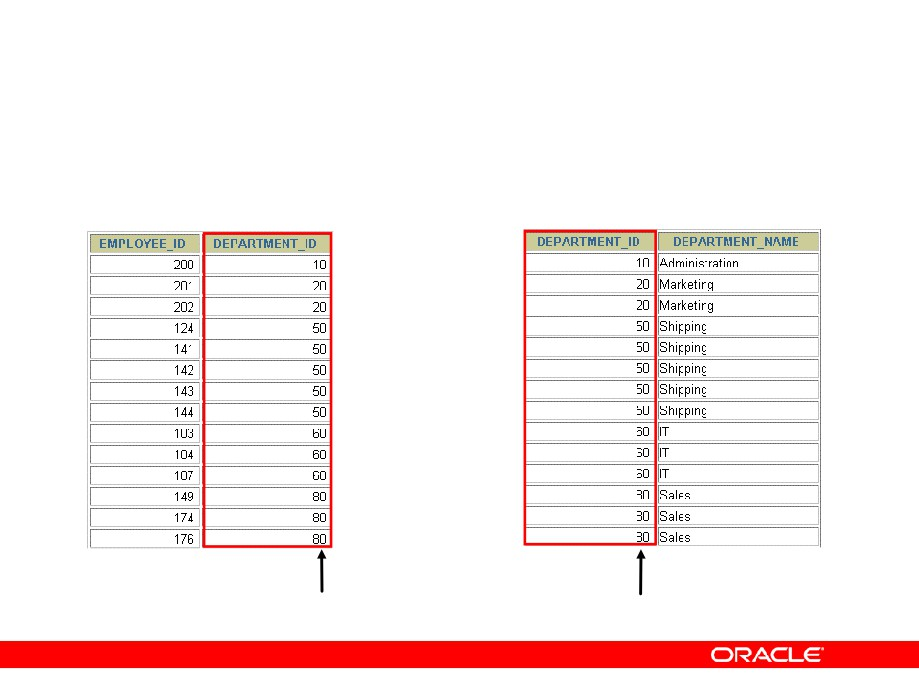 EMPLOYEE_ID DEPARTMENT_ID
200 10
201 20
202 20
124 50
141 50
142 50
143 50
144 50
103 60
104 60
107 60
149 80
174 80
176 80
DEPARTMENT_ID DEPARTMENT_NAME
10 Administration
20 Marketing
20 Marketing
50 Shipping
50 Shipping
50 Shipping
50 Shipping
50 Shipping
60 IT
60 IT
60 IT
80 Sales
80 Sales
80 Sales
ORACLE